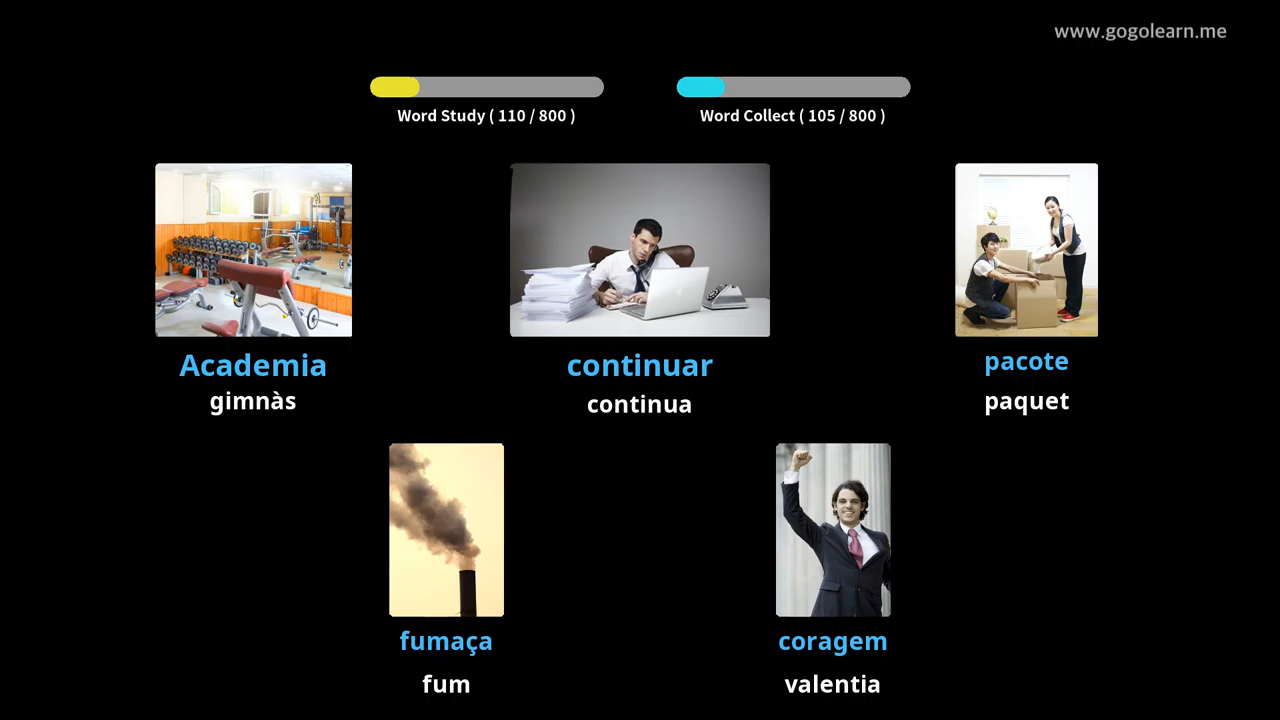 www.gogolearn.me
Word Study ( 110 / 800 )
Word Collect ( 105 / 800 )
Academia
gimnàs
continuar
continua
pacote
paquet
fumaça
fum
coragem
valentia